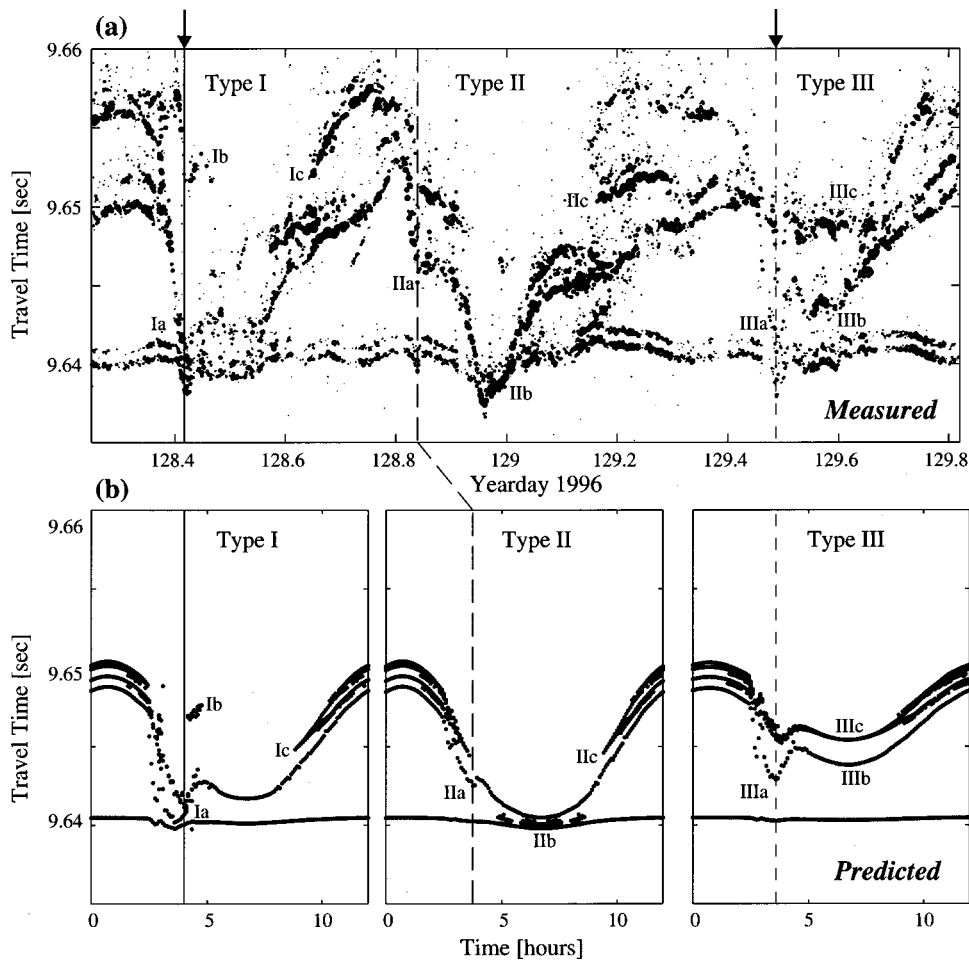 (a)
Type I
Type II
Type III
9.66
9.65
9.64
Travel Time [sec]
Ia
Ib
Ic
IIa
IIb
IIc
IIIa
IIIb
IIIc
Measured
128.4
128.6
128.8
129
129.2
129.4
129.6
129.8
Yearday 1996
(b)
Type I
Type II
Type III
9.66
9.65
9.64
Travel Time [sec]
Ia
Ib
Ic
IIa
IIb
IIc
IIIa
IIIb
IIIc
Predicted
0
5
10
0
5
10
0
5
10
Time [hours]